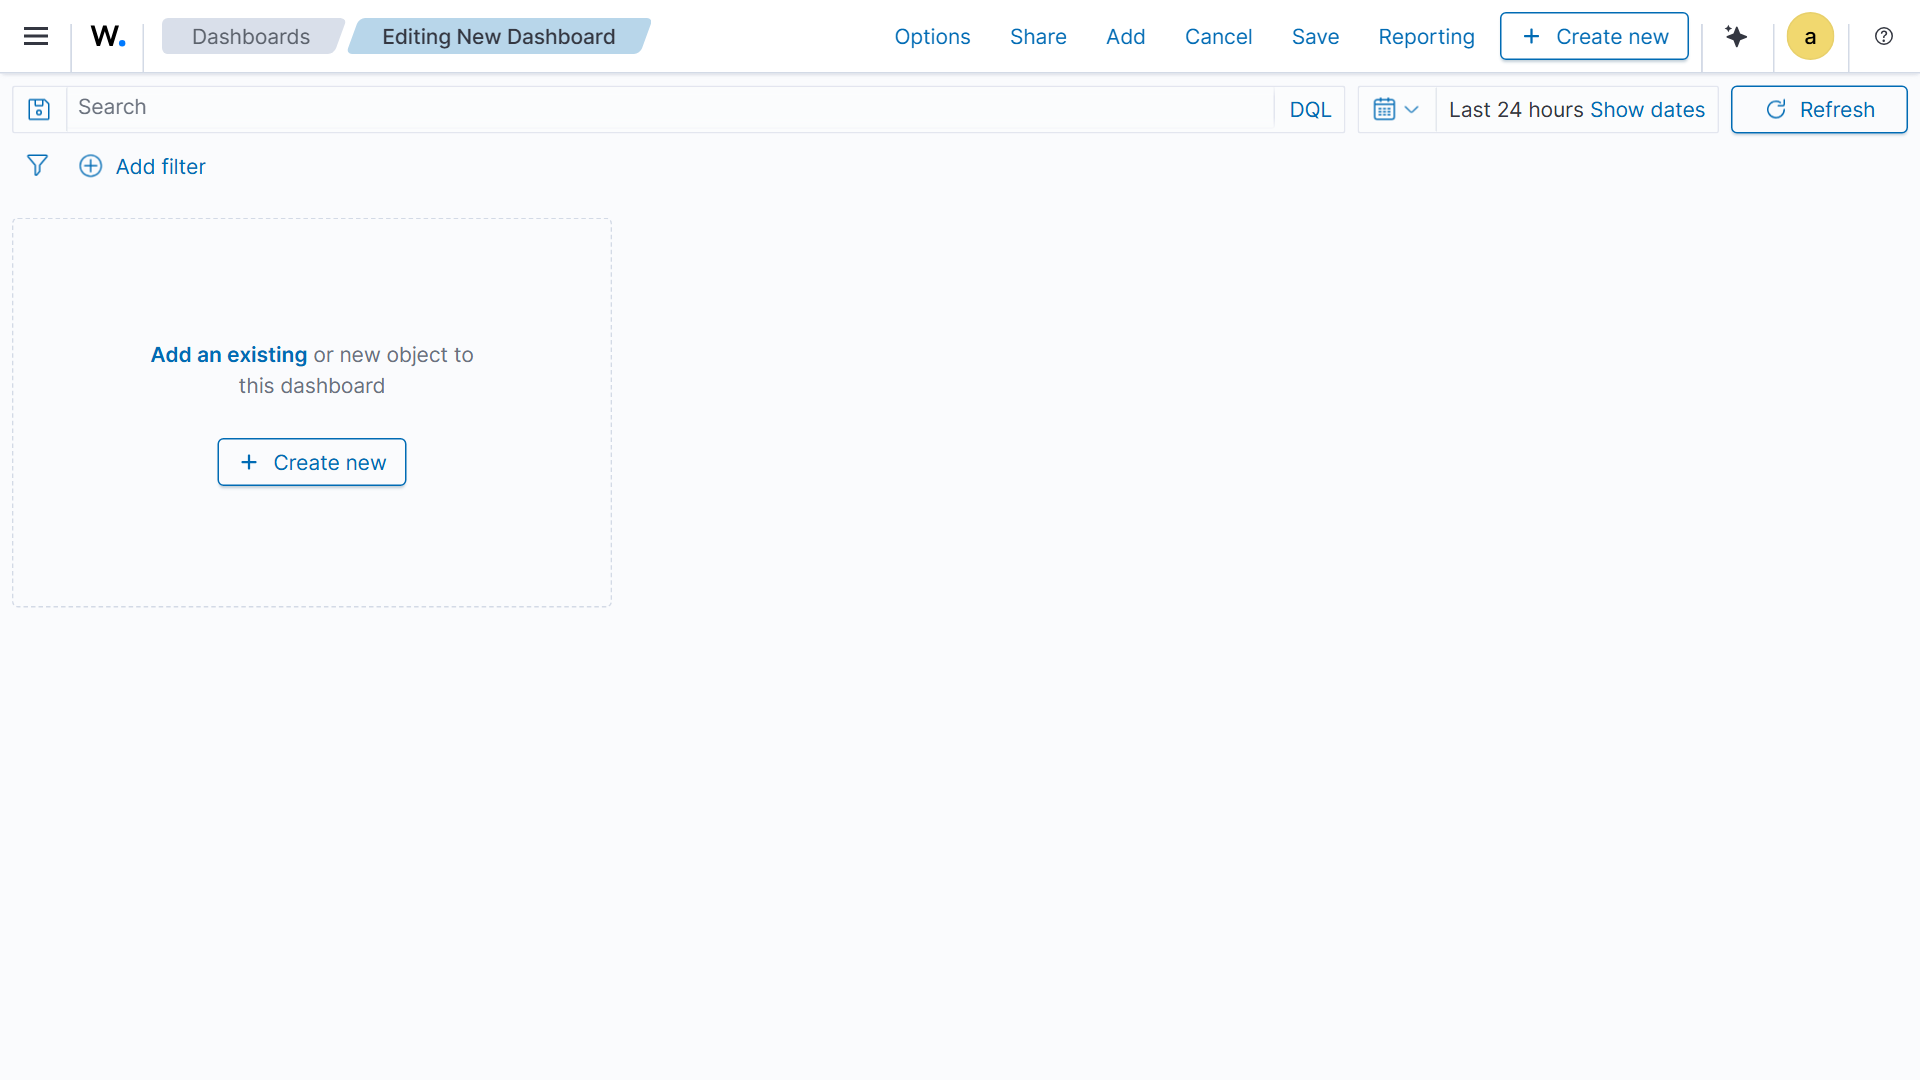 W.
Dashboards
Editing New Dashboard
Options
Share
Add
Cancel
Save
Reporting
Create new
a
Search
DQL
Last 24 hours Show dates
Refresh
Add filter
Add an existing or new object to
this dashboard
Create new